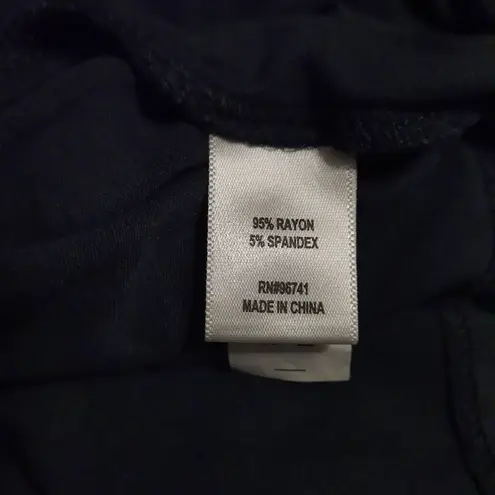 95% RAYON
5% SPANDEX
RN#96741
MADE IN CHINA